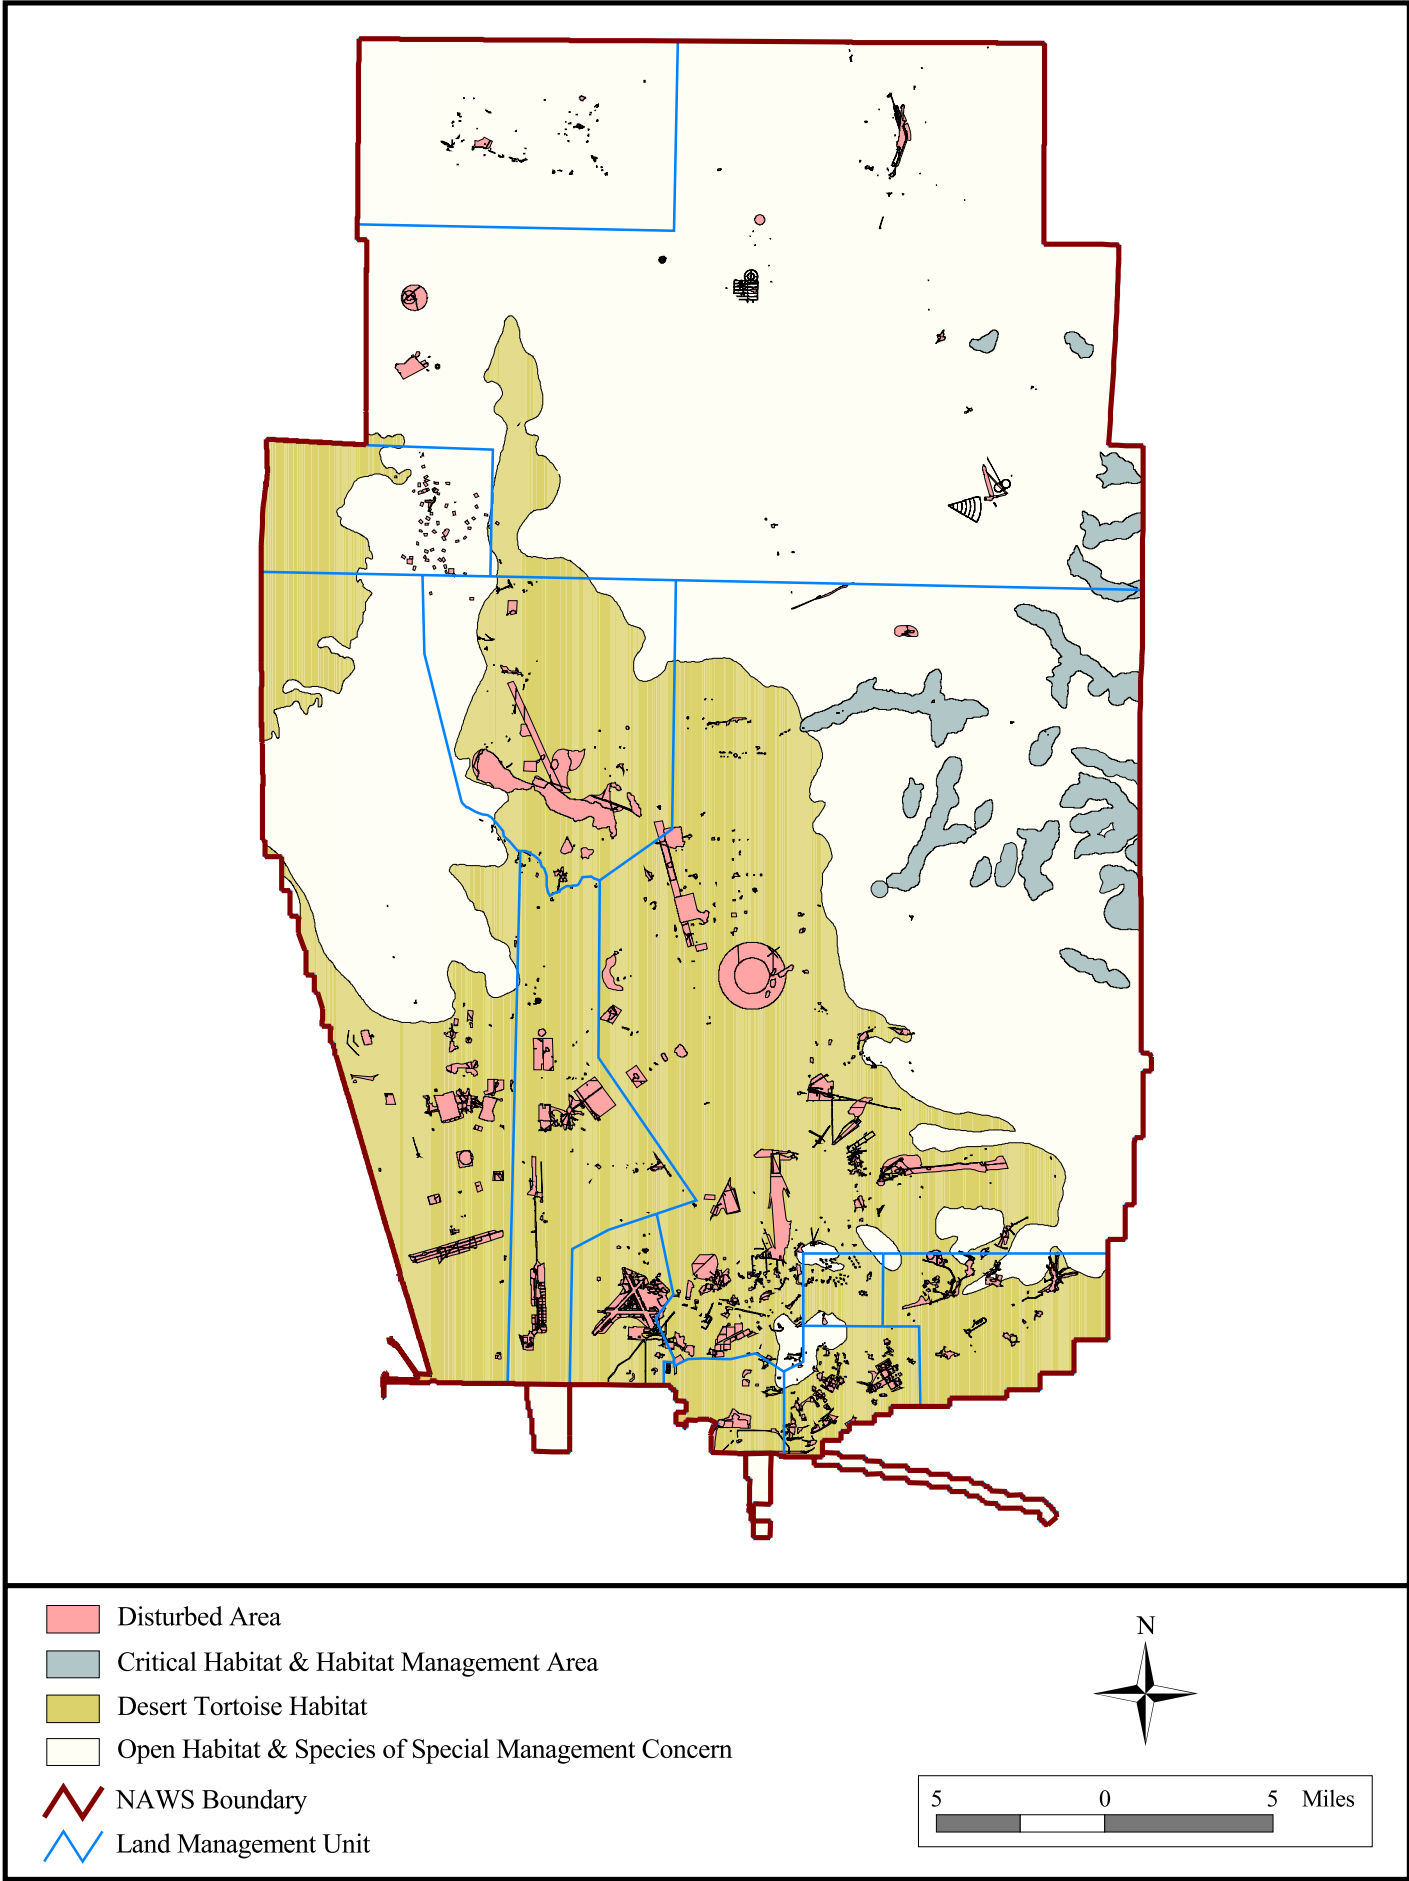 Disturbed Area
Critical Habitat & Habitat Management Area
Desert Tortoise Habitat
Open Habitat & Species of Special Management Concern
NAWS Boundary
Land Management Unit
N
5 0 5 Miles